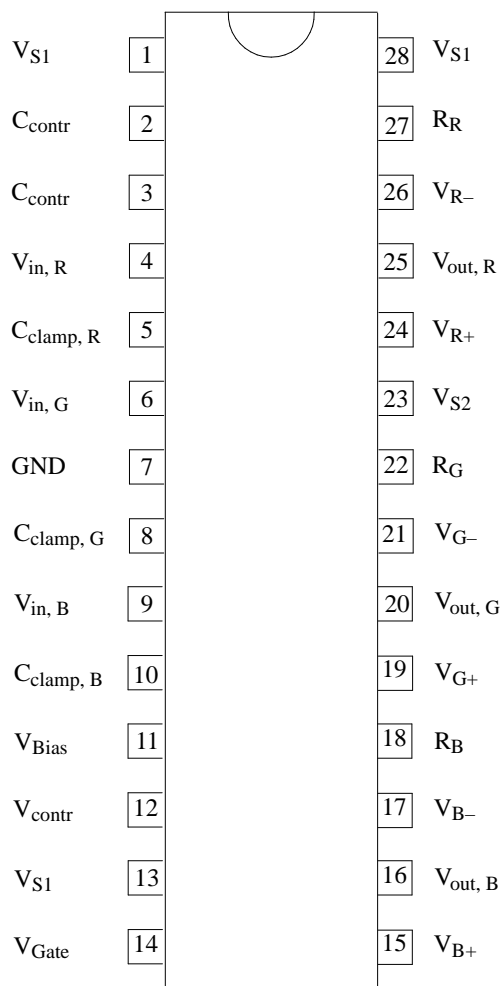 V_S1 1 28 V_S1
C_contr 2 27 R_R
C_contr 3 26 V_R–
V_in, R 4 25 V_out, R
C_clamp, R 5 24 V_R+
V_in, G 6 23 V_S2
GND 7 22 R_G
C_clamp, G 8 21 V_G–
V_in, B 9 20 V_out, G
C_clamp, B 10 19 V_G+
V_Bias 11 18 R_B
V_contr 12 17 V_B–
V_S1 13 16 V_out, B
V_Gate 14 15 V_B+